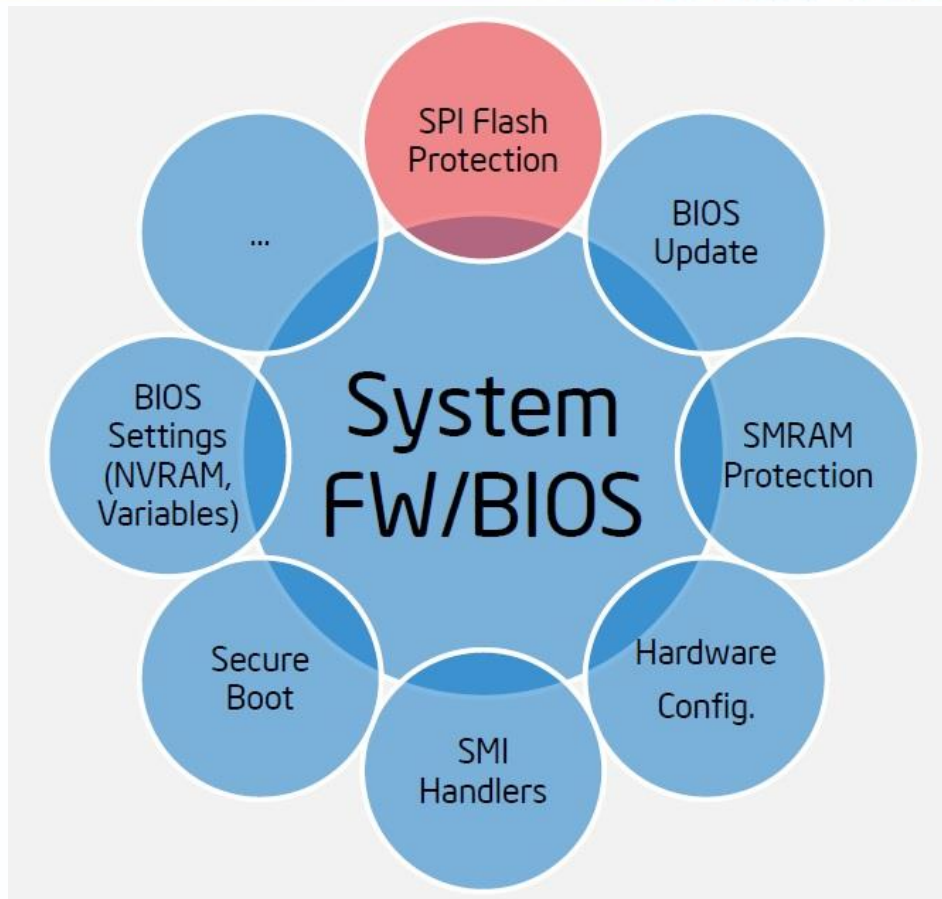 SPI Flash
Protection
BIOS
Update
SMRAM
Protection
Hardware
Config.
SMI
Handlers
Secure
Boot
BIOS
Settings
(NVRAM,
Variables)
...
System
FW/BIOS